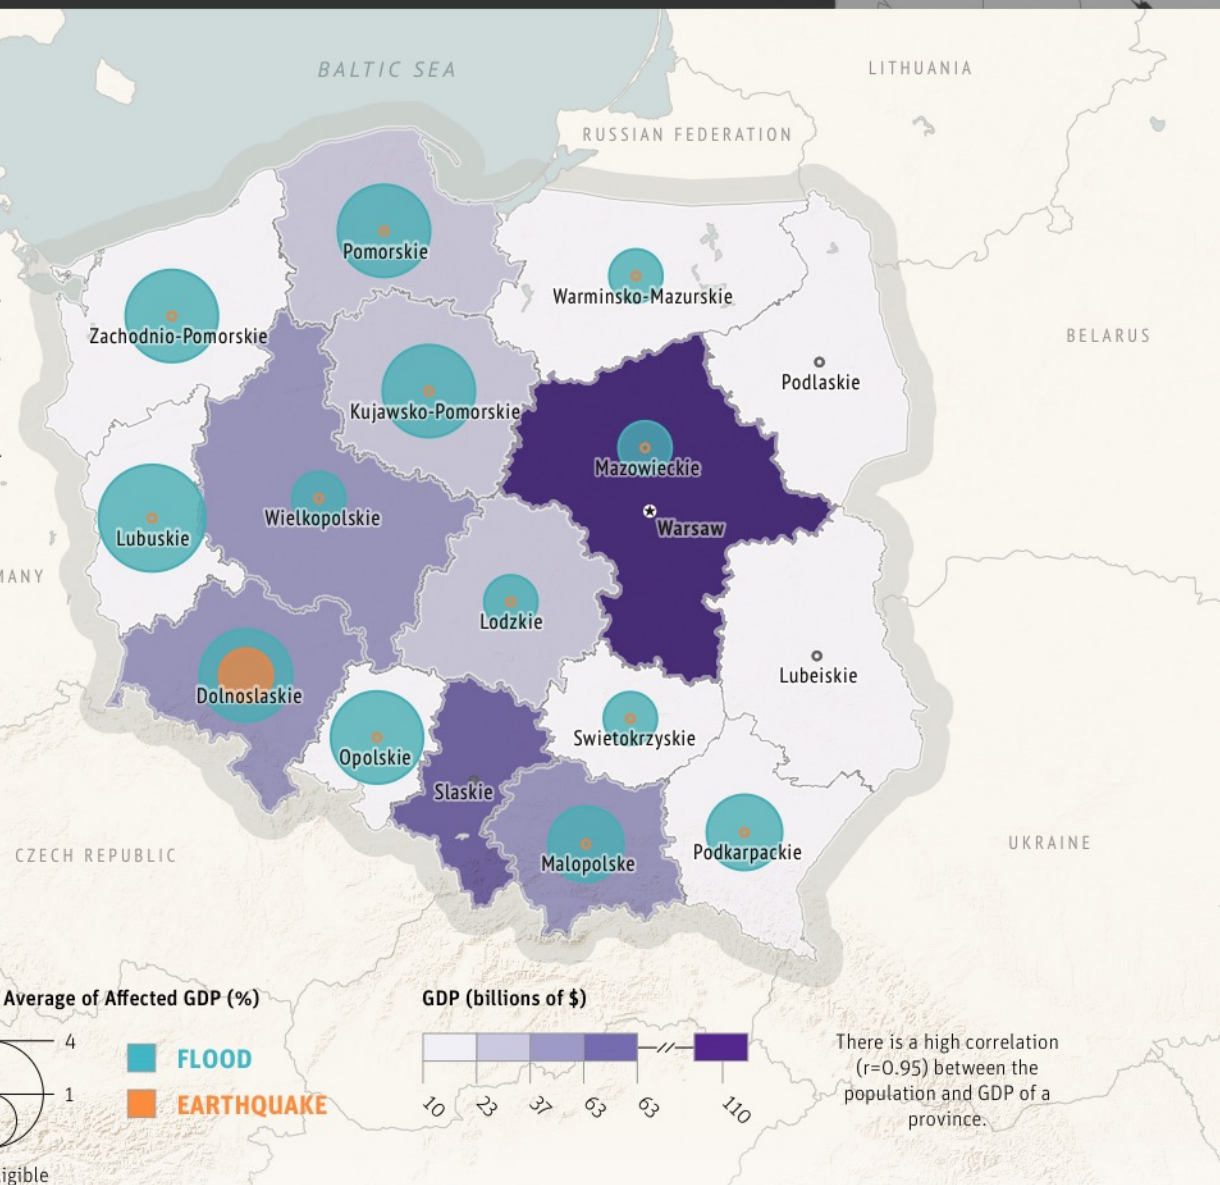 BALTIC SEA
LITHUANIA
RUSSIAN FEDERATION
Pomorskie
Warminsko-Mazurskie
Zachodnio-Pomorskie
BELARUS
Podlaskie
Kujawsko-Pomorskie
Mazowieckie
Wielkopolskie
Warsaw
Lubuskie
MANY
Lodzkie
Lubeiskie
Dolnoslaskie
Swietokrzyskie
Opolskie
Slaskie
UKRAINE
CZECH REPUBLIC
Malopolske
Podkarpackie
Average of Affected GDP (%)
4
1
igible
FLOOD
EARTHQUAKE
GDP (billions of $)
10 23 37 63 63 110
There is a high correlation
(r=0.95) between the
population and GDP of a
province.